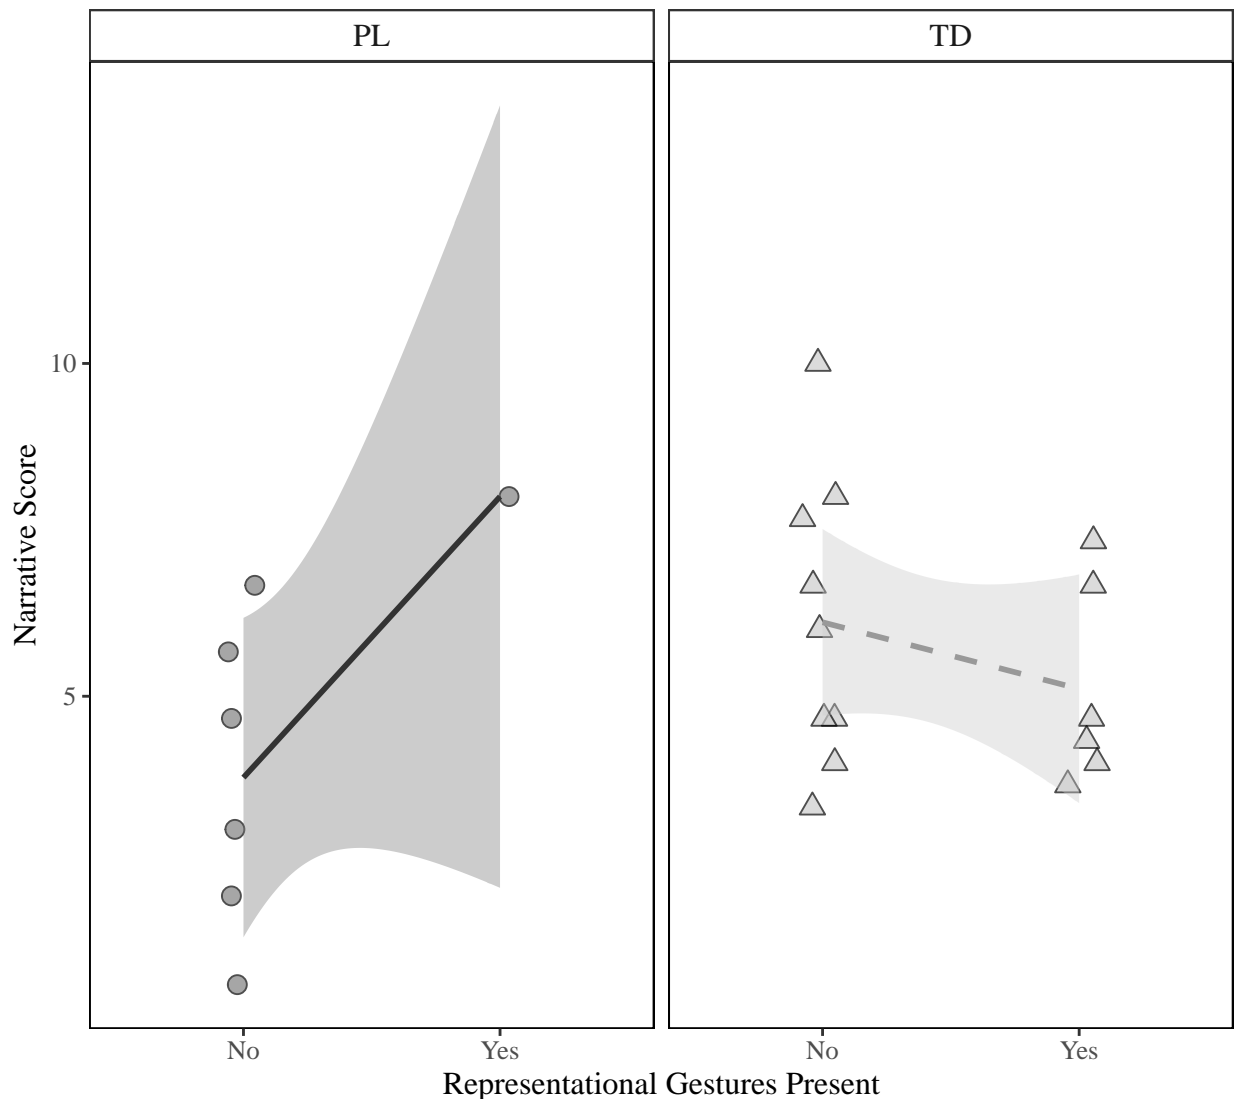 PL
TD
Narrative Score
10
5
No
Yes
No
Yes
Representational Gestures Present